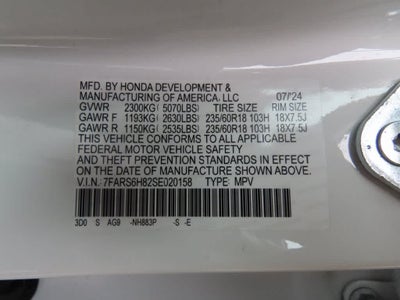 MFD. BY HONDA DEVELOPMENT &
MANUFACTURING OF AMERICA, LLC 07/'24
GVWR 2300KG( 5070LBS) TIRE SIZE RIM SIZE
GAWR F 1193KG( 2630LBS) 235/60R18 103H 18X7.5J
GAWR R 1150KG( 2535LBS) 235/60R18 103H 18X7.5J
THIS VEHICLE CONFORMS TO ALL APPLICABLE
FEDERAL MOTOR VEHICLE SAFETY
AND THEFT PREVENTION STANDARDS IN EFFECT
ON THE DATE OF MANUFACTURE SHOWN ABOVE.
V.I.N.: 7FARS6H82SE020158 TYPE: MPV
3D0 S AG9 -NH883P -S -E